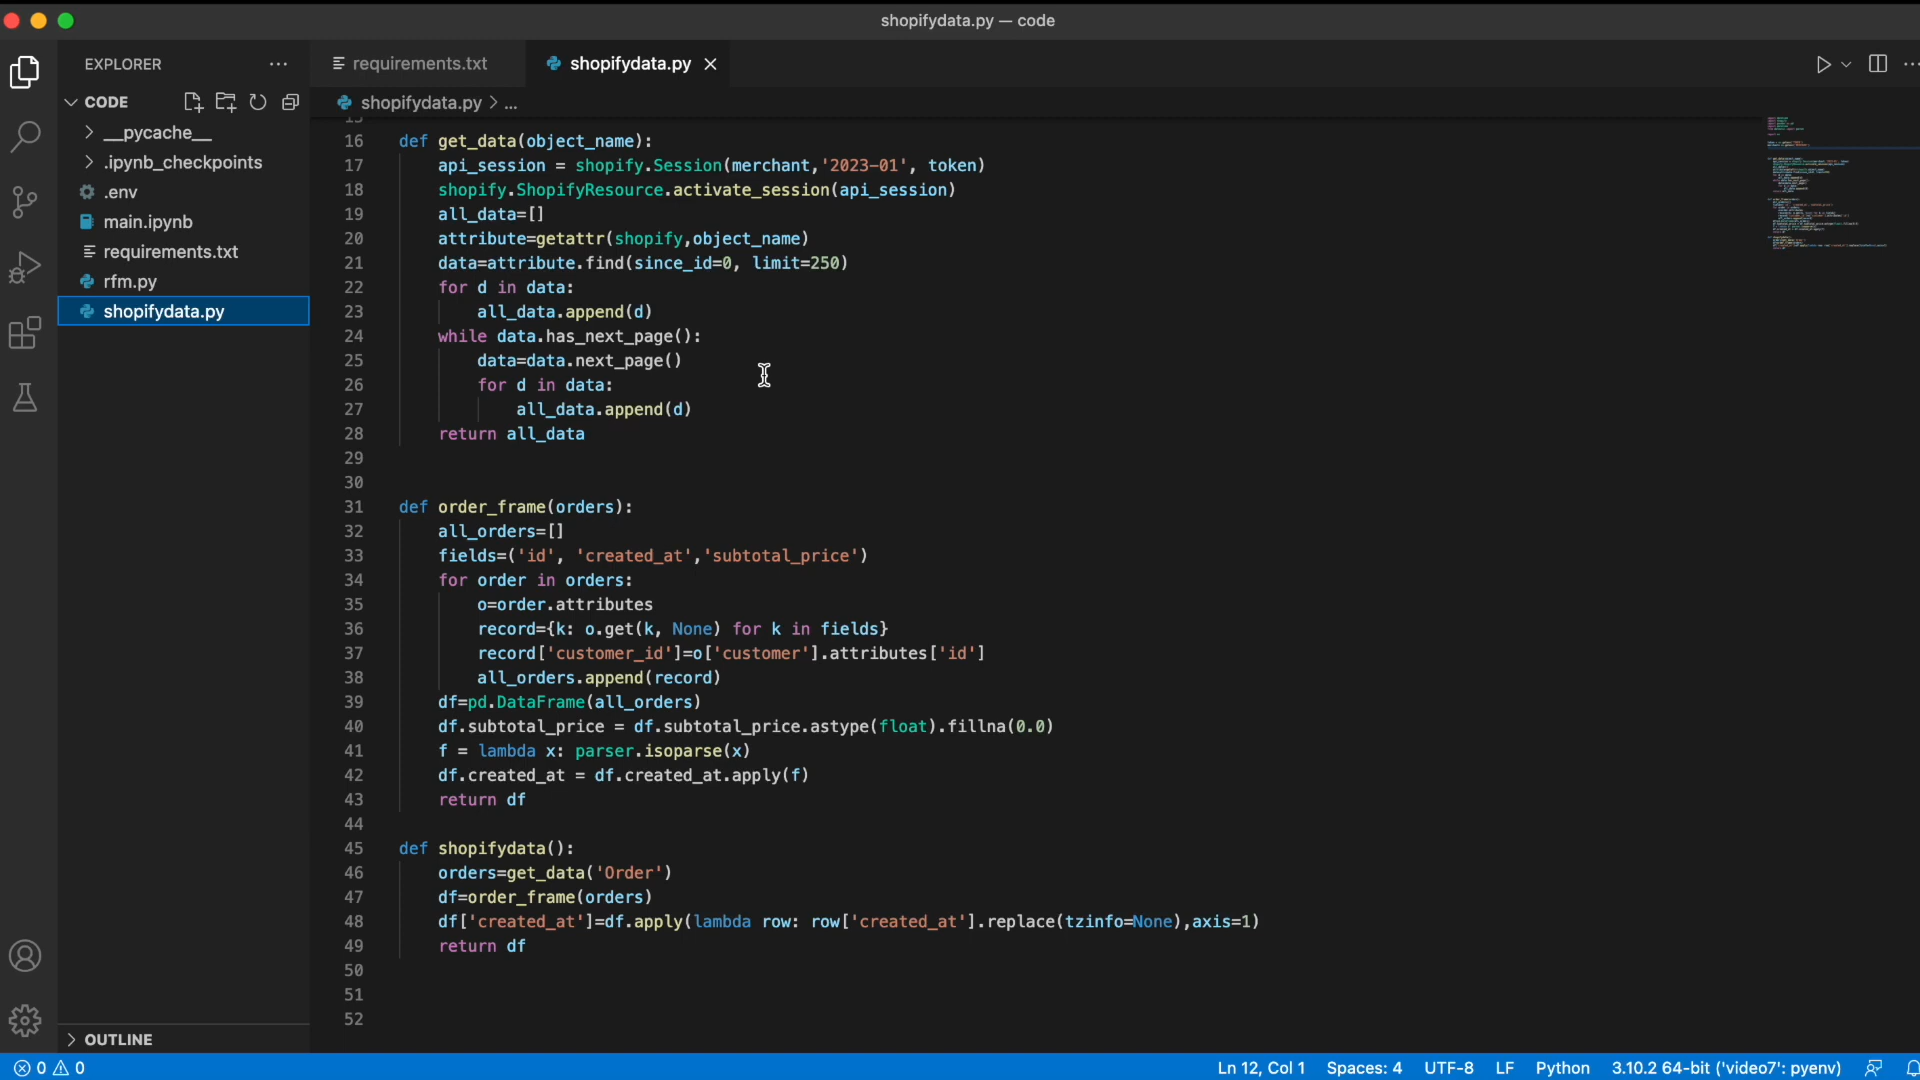 shopifydata.py — code
EXPLORER
requirements.txt
shopifydata.py
CODE
shopifydata.py > ...
__pycache__
.ipynb_checkpoints
.env
main.ipynb
requirements.txt
rfm.py
shopifydata.py
16 def get_data(object_name):
17 api_session = shopify.Session(merchant,'2023-01', token)
18 shopify.ShopifyResource.activate_session(api_session)
19 all_data=[]
20 attribute=getattr(shopify,object_name)
21 data=attribute.find(since_id=0, limit=250)
22 for d in data:
23 all_data.append(d)
24 while data.has_next_page():
25 data=data.next_page()
26 for d in data:
27 all_data.append(d)
28 return all_data
29
30
31 def order_frame(orders):
32 all_orders=[]
33 fields=('id', 'created_at','subtotal_price')
34 for order in orders:
35 o=order.attributes
36 record={k: o.get(k, None) for k in fields}
37 record['customer_id']=o['customer'].attributes['id']
38 all_orders.append(record)
39 df=pd.DataFrame(all_orders)
40 df.subtotal_price = df.subtotal_price.astype(float).fillna(0.0)
41 f = lambda x: parser.isoparse(x)
42 df.created_at = df.created_at.apply(f)
43 return df
44
45 def shopifydata():
46 orders=get_data('Order')
47 df=order_frame(orders)
48 df['created_at']=df.apply(lambda row: row['created_at'].replace(tzinfo=None),axis=1)
49 return df
50
51
52
OUTLINE
0 0
Ln 12, Col 1 Spaces: 4 UTF-8 LF Python 3.10.2 64-bit ('video7': pyenv)